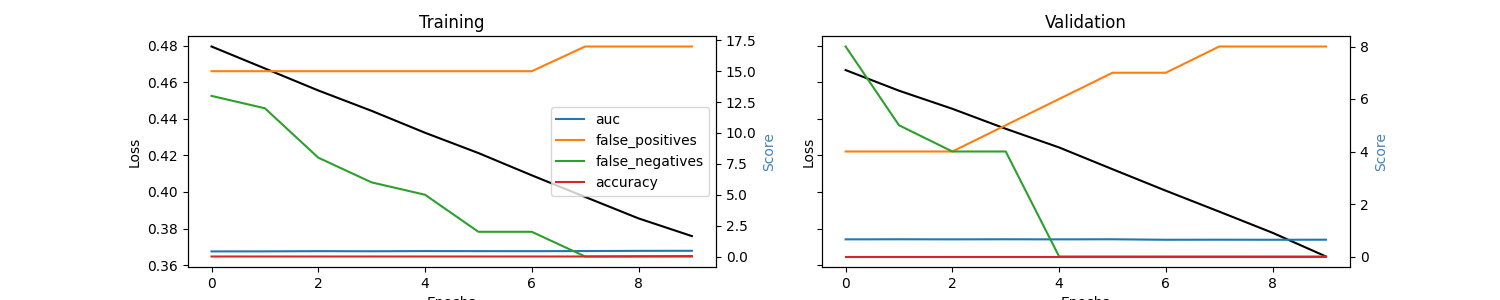 Training
Validation
0.48
0.46
0.44
0.42
0.40
0.38
0.36
Loss
17.5
15.0
12.5
10.0
7.5
5.0
2.5
0.0
Score
auc
false_positives
false_negatives
accuracy
0 2 4 6 8
Epochs
Loss
8
6
4
2
0
Score
0 2 4 6 8
Epochs